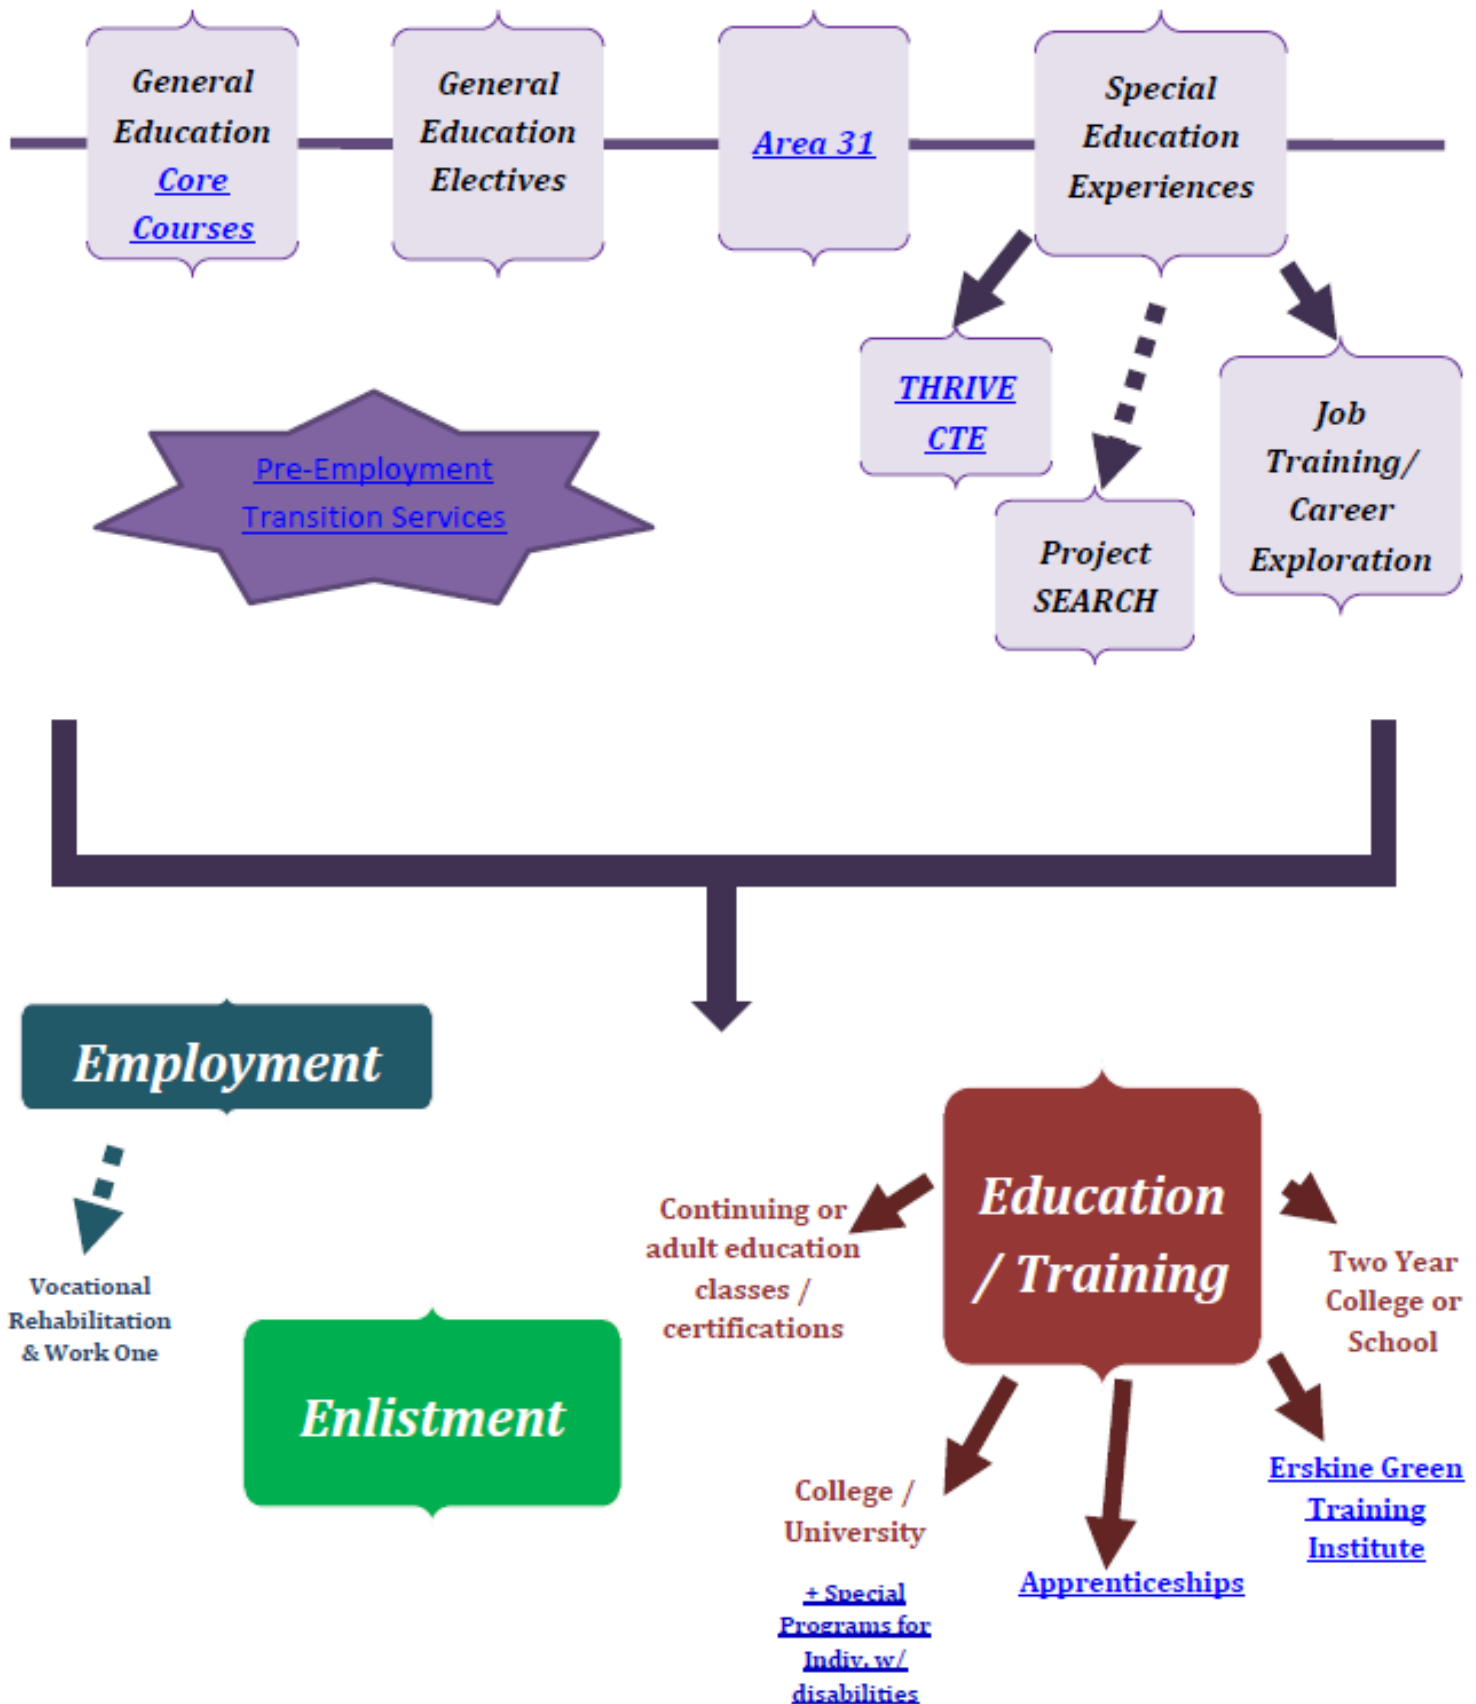 General
Education
Core
Courses
General
Education
Electives
Area 31
Special
Education
Experiences
THRIVE
CTE
Project
SEARCH
Job
Training/
Career
Exploration
Pre-Employment
Transition Services
Employment
Vocational
Rehabilitation
& Work One
Enlistment
Education
/ Training
Continuing or
adult education
classes /
certifications
Two Year
College or
School
College /
University
+ Special
Programs for
Indiv. w/
disabilities
Apprenticeships
Erskine Green
Training
Institute